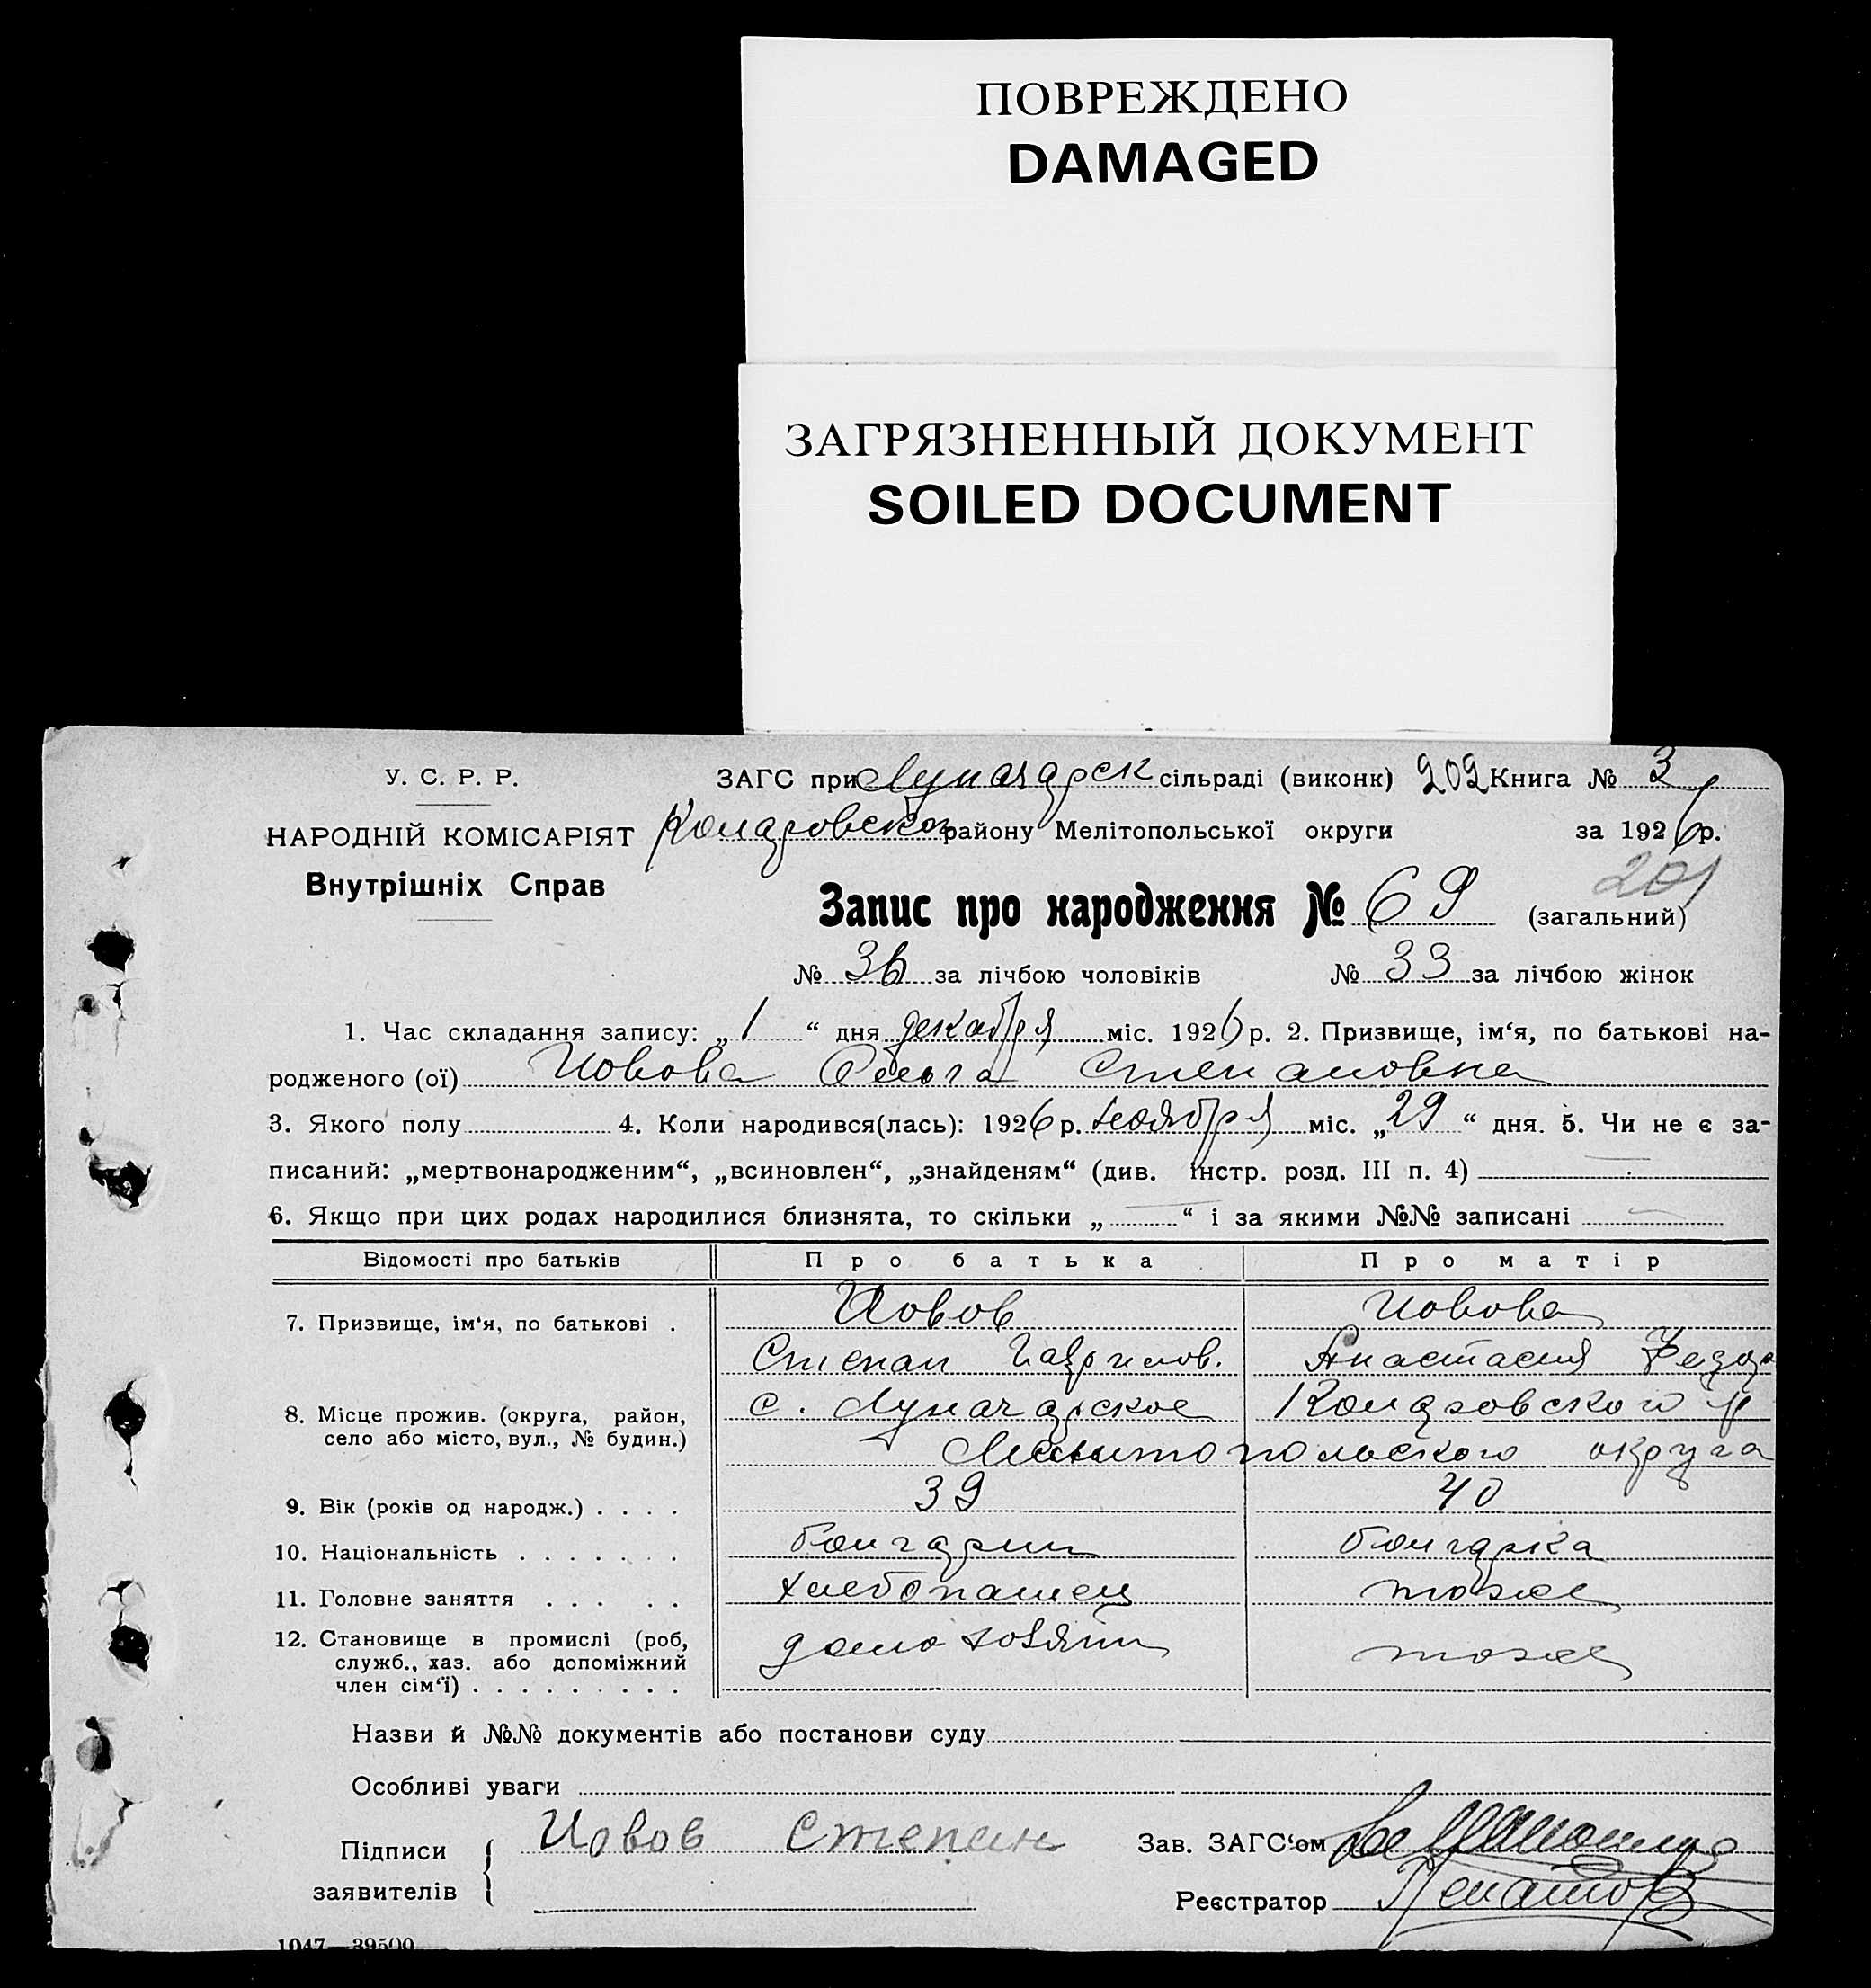 ПОВРЕЖДЕНО
DAMAGED
ЗАГРЯЗНЕННЫЙ ДОКУМЕНТ
SOILED DOCUMENT
У. С. Р. Р.
ЗАГС при Луначарск сільраді (виконк) 202 Книга № 3
НАРОДНІЙ КОМІСАРІЯТ
Внутрішніх Справ
району Мелітопольської округи за 1926 р.
201
Запис про народження № 69 (загальний)
№ 36 за лічбою чоловіків № 33 за лічбою жінок
1. Час складання запису: „1“ дня декабря міс. 1926 р. 2. Призвище, ім‘я, по батькові на-
родженого (ої) Иовова Ольга Степановна
3. Якого полу 4. Коли народився(лась): 1926 р. ноября міс. „29“ дня. 5. Чи не є за-
писаний: „мертвонародженим“, „всиновлен“, „знайденям“ (див. інстр. розд. III п. 4)
6. Якщо при цих родах народилися близнята, то скільки „ “ і за якими №№ записані
Відомості про батьків Про батька Про матір
7. Призвище, ім‘я, по батькові . Иовов Иовова
Степан Гаврилов. Анастасия Федор
8. Місце прожив. (округа, район, село або місто, вул., № будин.) с. Луначарское
Мелитопольского округа
9. Вік (років од народж.) . . . . 39 40
10. Національність . . . . . . . болгарин болгарка
11. Головне заняття . . . . . хлебопашец тоже
12. Становище в промислі (роб, домохозяин тоже
служб., хаз. або допоміжний
член сім‘ї) . . . . . . . . .
Назви й №№ документів або постанови суду
Особливі уваги
Підписи заявителів Иовов Степан
Зав. ЗАГС‘ом
Реєстратор
1047—39500